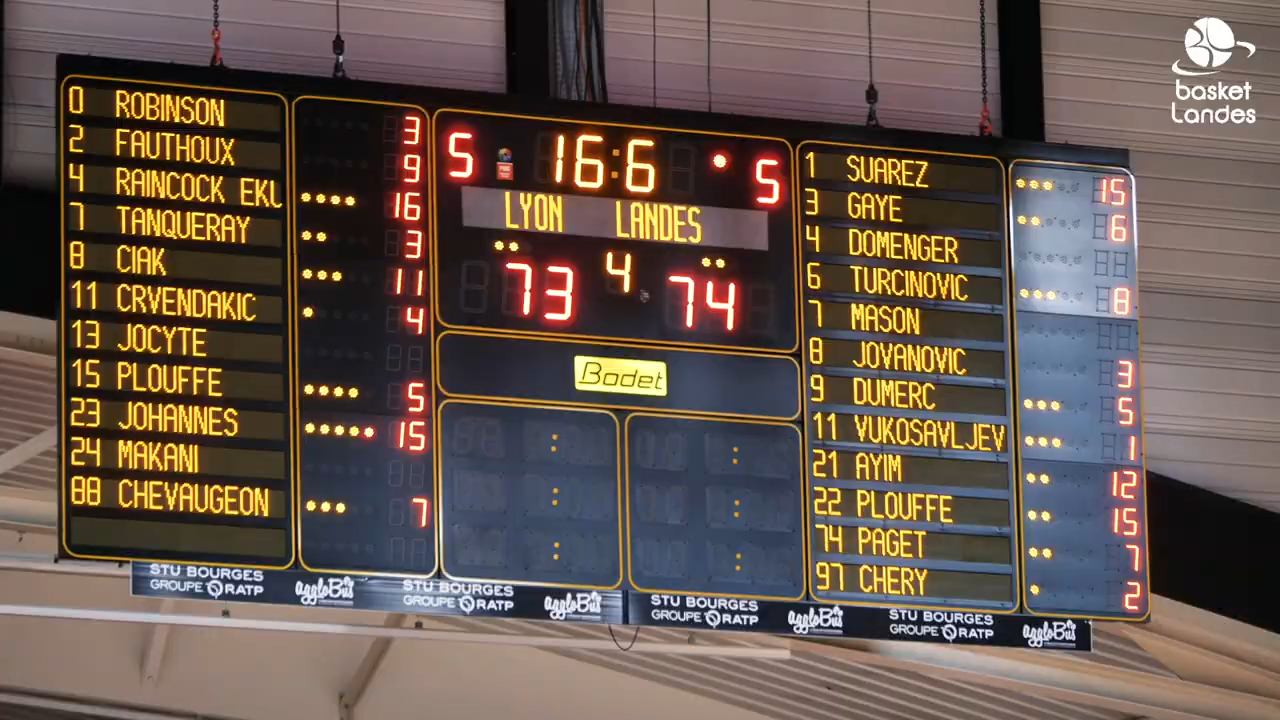 basket
Landes
0 ROBINSON 3
2 FAUTHOUX 9
4 RAINCOCK EKU 16
7 TANQUERAY 3
8 CIAK 11
11 CRVENDAKIC 4
13 JOCYTE
15 PLOUFFE 5
23 JOHANNES 15
24 MAKANI
88 CHEVAUGEON 7
5 16:6 5
LYON LANDES
73 4 74
Bodet
1 SUAREZ 15
3 GAYE 6
4 DOMENGER
6 TURCINOVIC 8
7 MASON
8 JOVANOVIC 3
9 DUMERC 5
11 VUKOSAVLJEV 1
21 AYIM 12
22 PLOUFFE 15
74 PAGET 7
97 CHERY 2
STU BOURGES
GROUPE RATP
aggloBus
STU BOURGES
GROUPE RATP
aggloBus
STU BOURGES
GROUPE RATP
aggloBus
STU BOURGES
GROUPE RATP
aggloBus